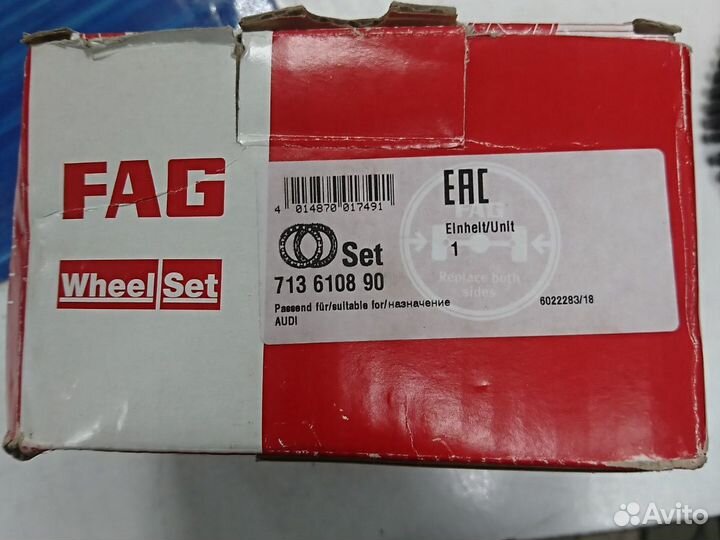 FAG
Wheel Set
4 014870 017491
Set
713 6108 90
Passend für/suitable for/назначение
AUDI
EAC
Einheit/Unit
1
FAG
Replace both
sides
6022283/18
Avito